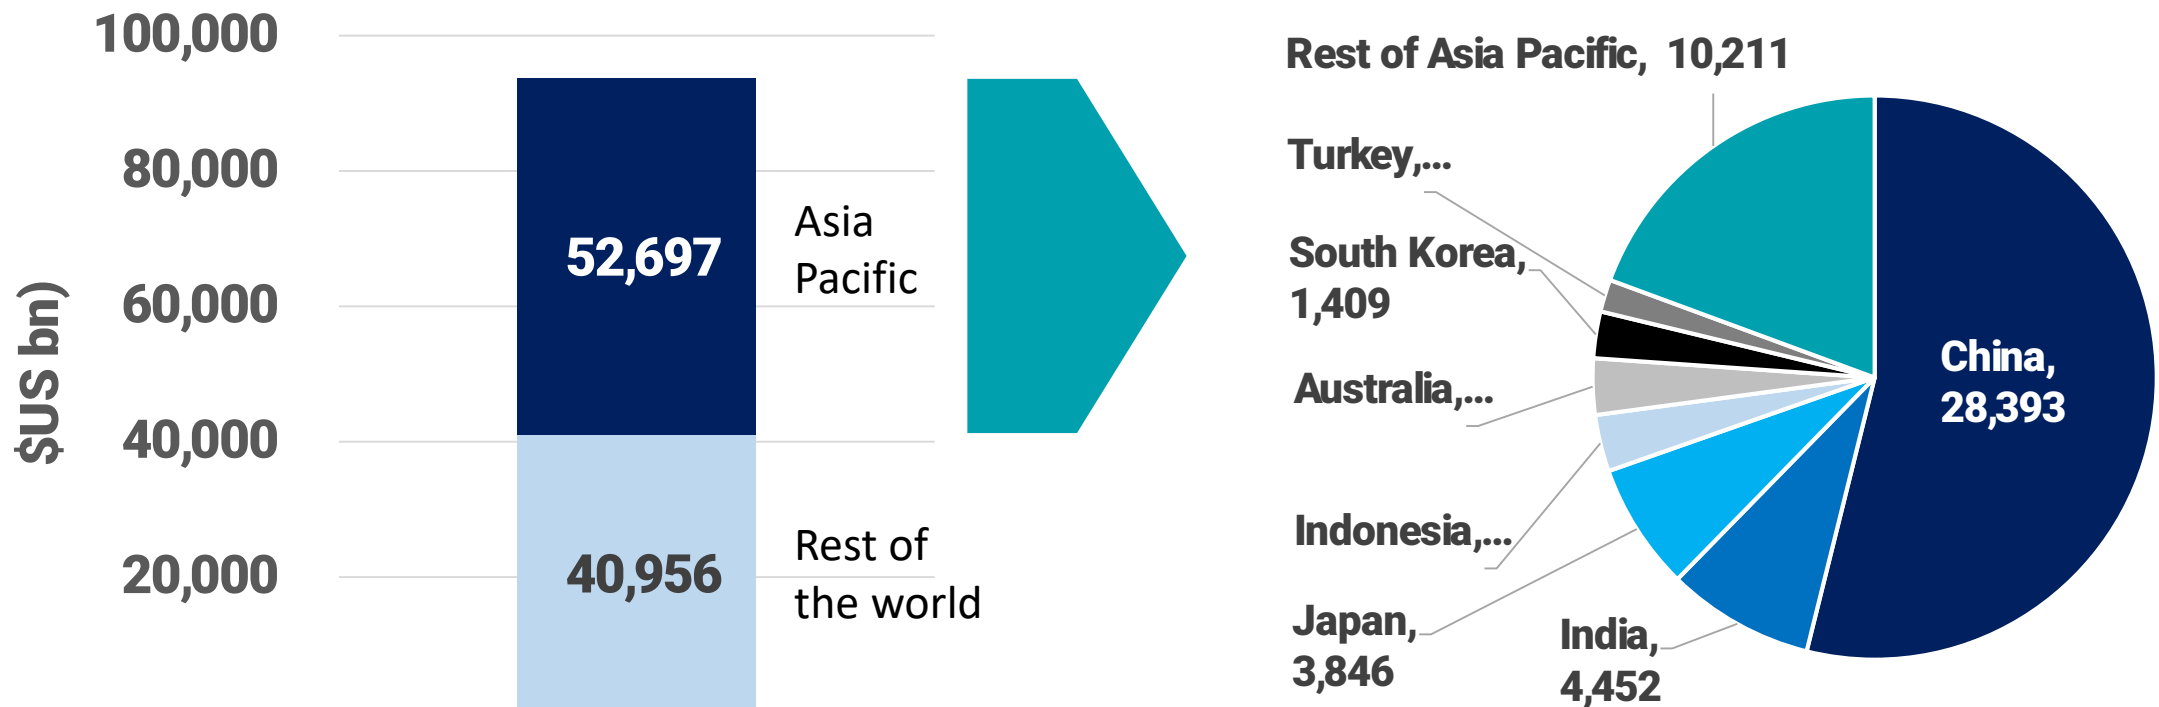 $US bn)
100,000
80,000
60,000
40,000
20,000
52,697
Asia
Pacific
40,956
Rest of
the world
Rest of Asia Pacific, 10,211
Turkey,...
South Korea,
1,409
Australia,...
Indonesia,...
Japan,
3,846
India,
4,452
China,
28,393